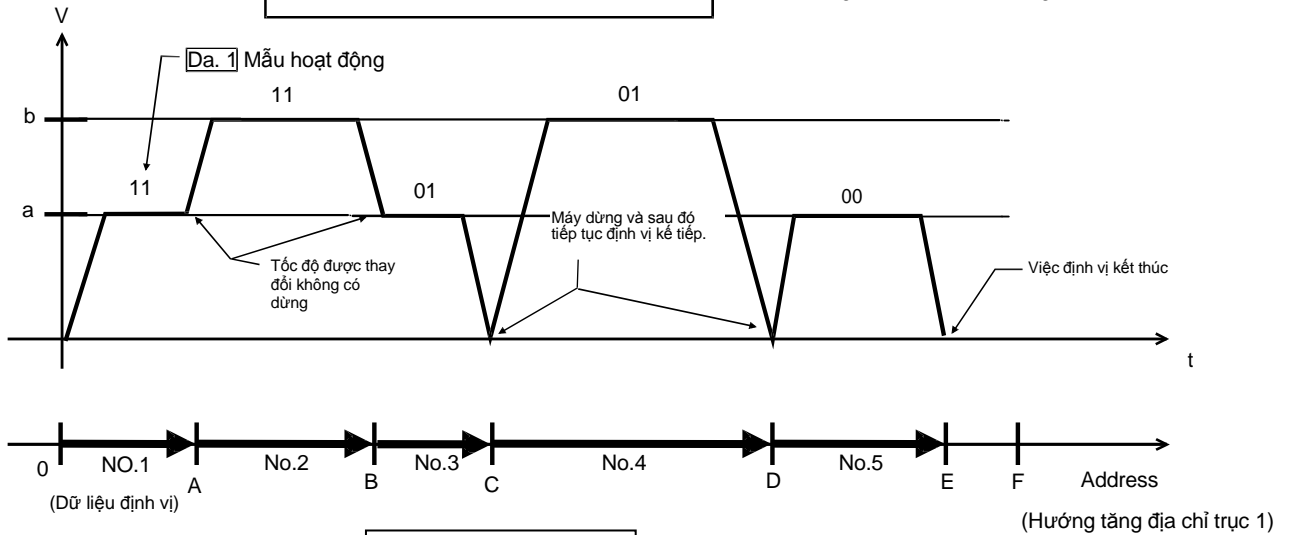 V
Da. 1 Mẫu hoạt động
11
01
b
11
01
00
a
Máy dừng và sau đó
tiếp tục định vị kế tiếp.
Tốc độ được thay
đổi không có
dừng
Việc định vị kết thúc
t
0
NO.1
No.2
No.3
No.4
No.5
A
B
C
D
E
F
Address
(Dữ liệu định vị)
(Hướng tăng địa chỉ trục 1)